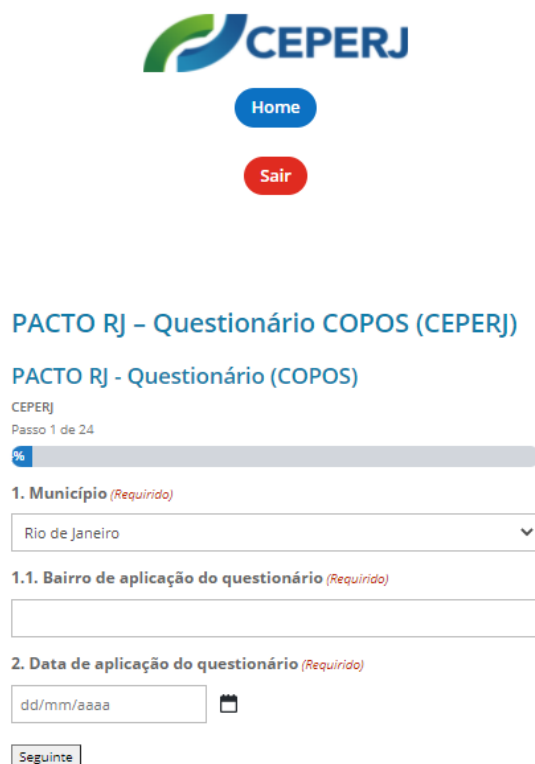 CEPERJ
Home
Sair
PACTO RJ – Questionário COPOS (CEPERJ)
PACTO RJ - Questionário (COPOS)
CEPERJ
Passo 1 de 24
%
1. Município (Requirido)
Rio de Janeiro
1.1. Bairro de aplicação do questionário (Requirido)
2. Data de aplicação do questionário (Requirido)
dd/mm/aaaa
Seguinte